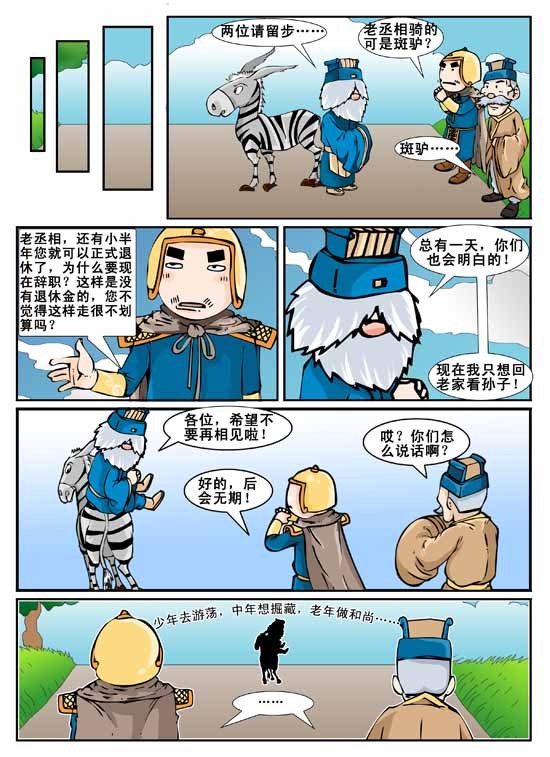 两位请留步……
老丞相骑的
可是斑驴？
斑驴……
老丞相，还有小半
年您就可以正式退
休了，为什么要现
在辞职？这样是没
有退休金的，您不
觉得这样走很不划
算吗？
总有一天，你们
也会明白的！
现在我只想回
老家看孙子！
各位，希望不
要再相见啦！
好的，后
会无期！
哎？你们怎
么说话啊？
少年去游荡，中年想掘藏，老年做和尚……
……